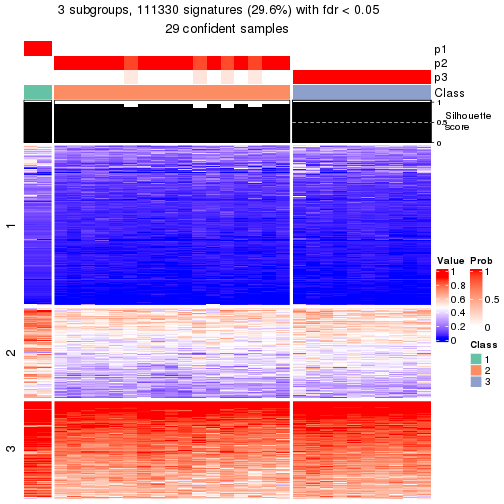 3 subgroups, 111330 signatures (29.6%) with fdr < 0.05
29 confident samples
p1
p2
p3
Class
1
0.5
0
Silhouette
score
1
2
3
Value
1
0.8
0.6
0.4
0.2
0
Prob
1
0.5
0
Class
1
2
3